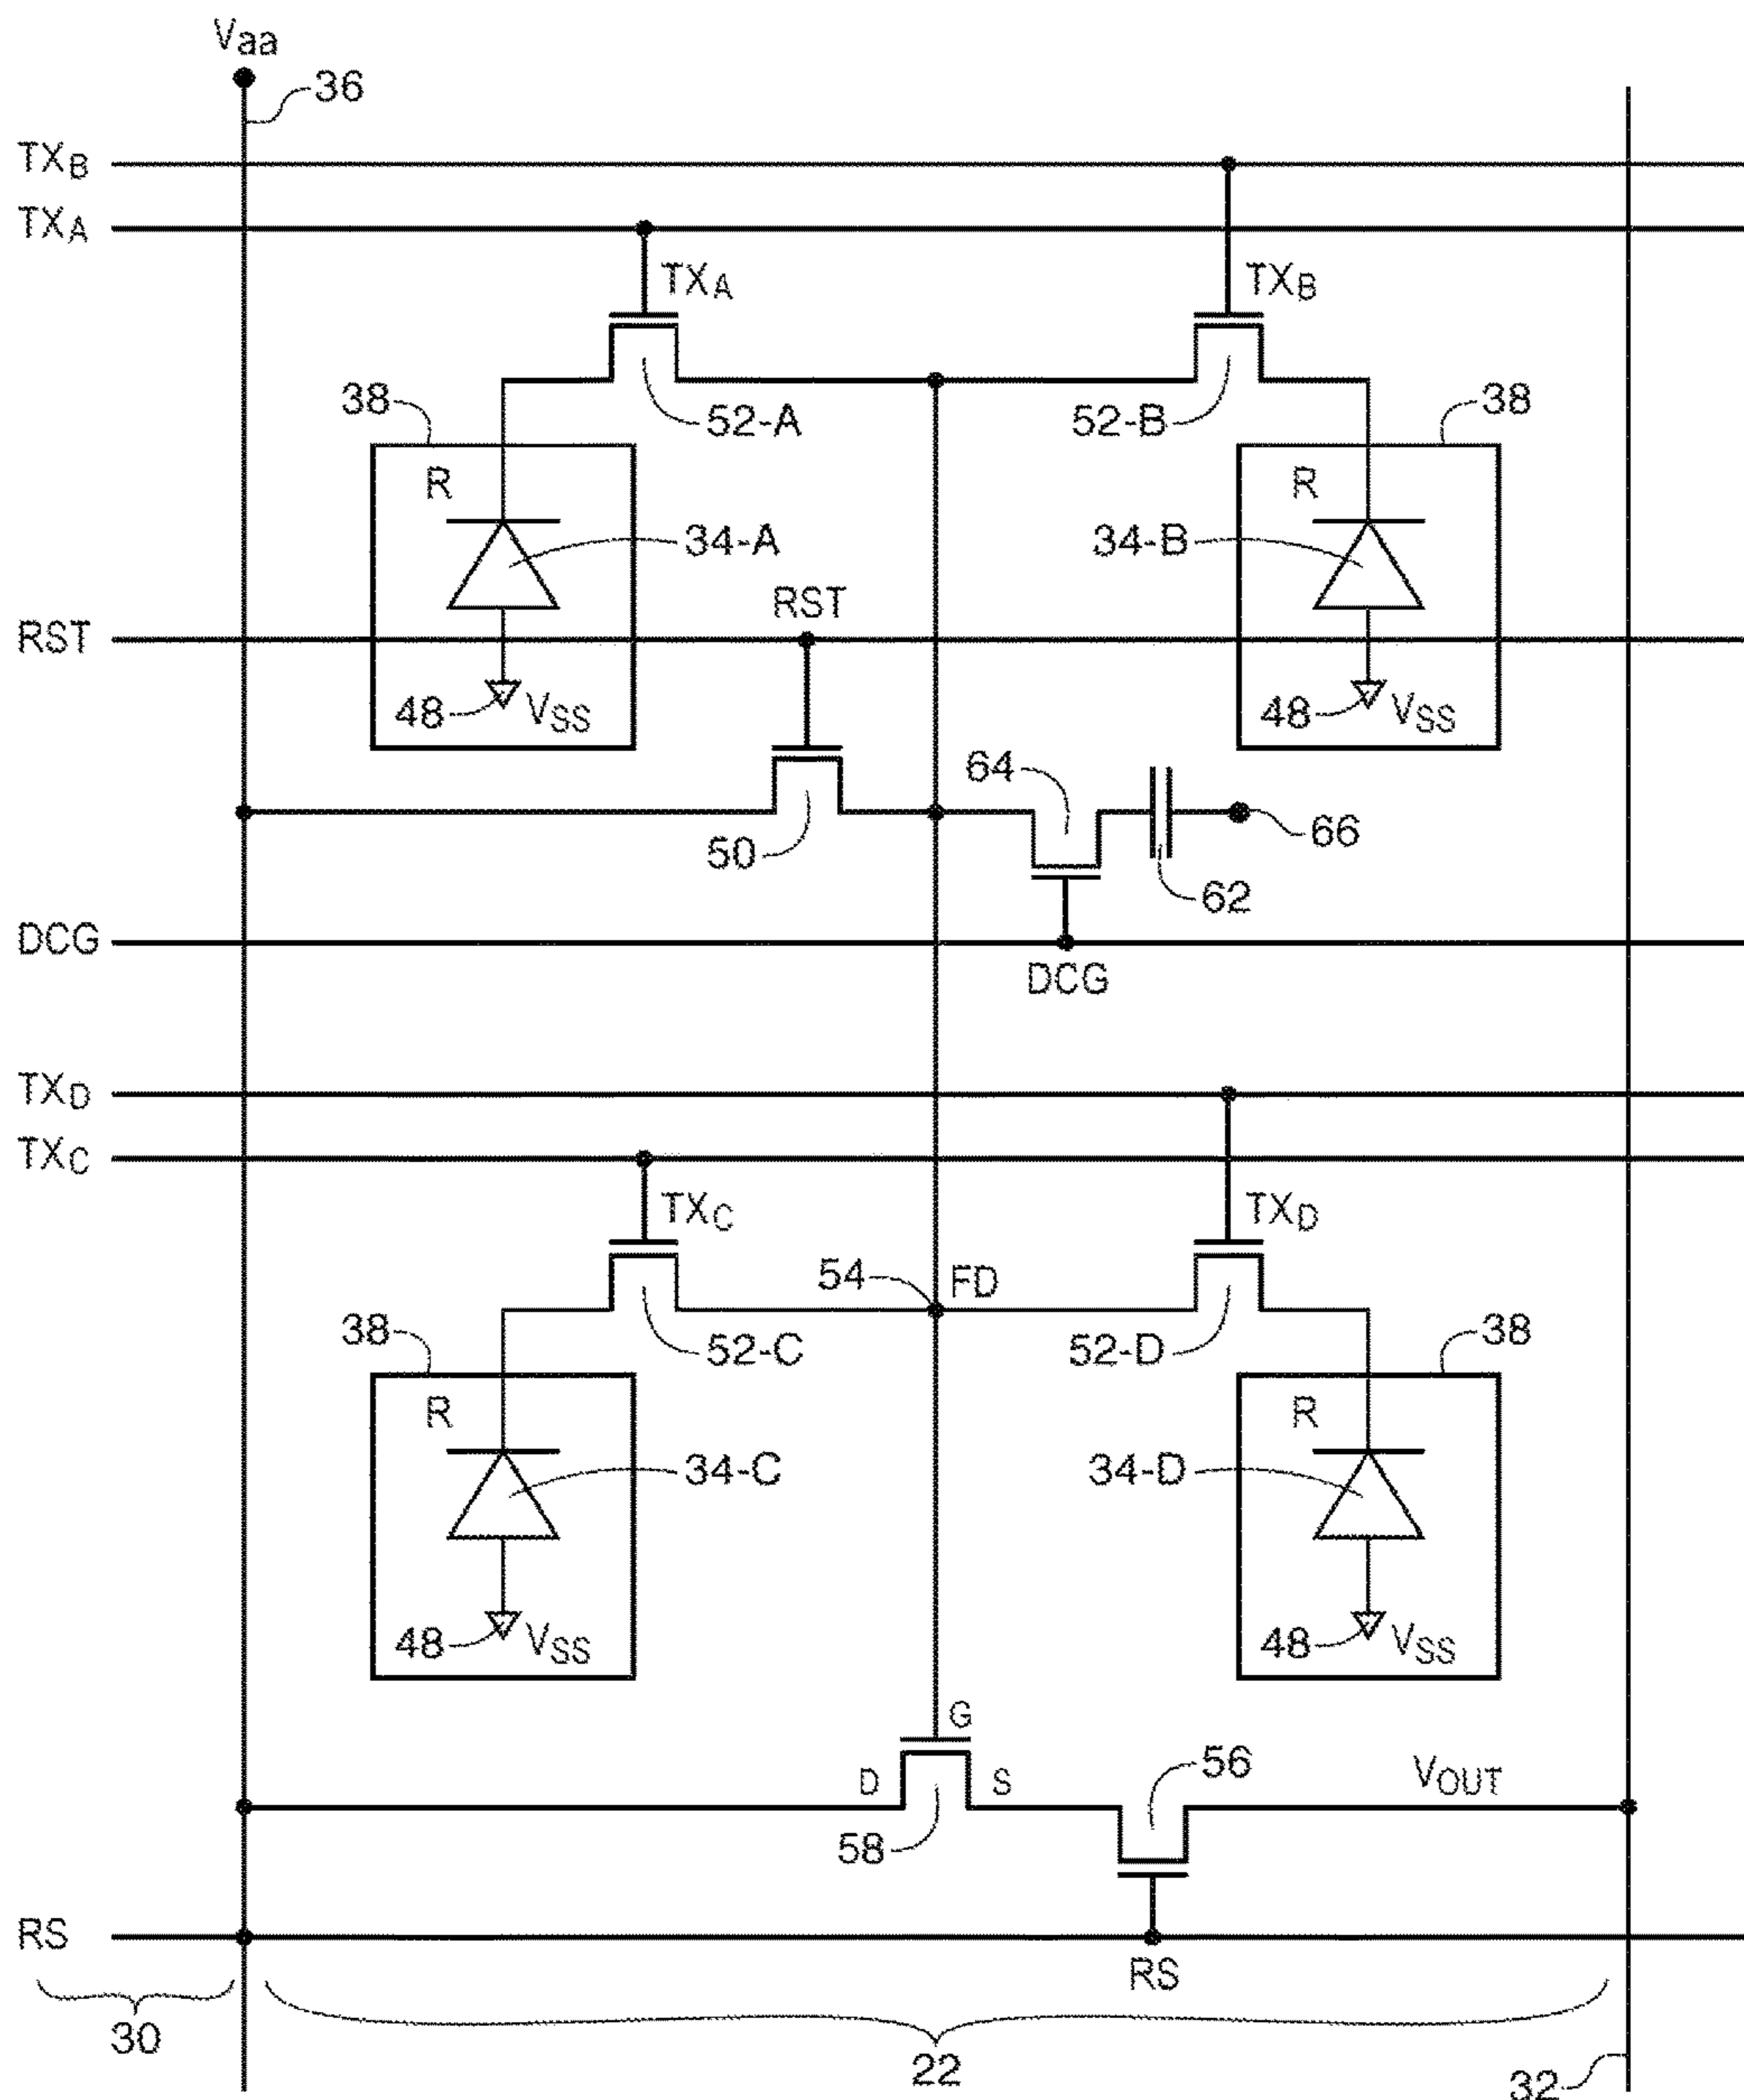 Vaa
36
TXB
TXA
TXA
TXB
38
52-A
52-B
38
R
R
34-A
34-B
RST
RST
48
VSS
48
VSS
64
50
66
62
DCG
DCG
TXD
TXC
TXC
TXD
54
FD
38
52-C
52-D
38
R
R
34-C
34-D
48
VSS
48
VSS
G
D
S
56
VOUT
58
RS
RS
30
22
32